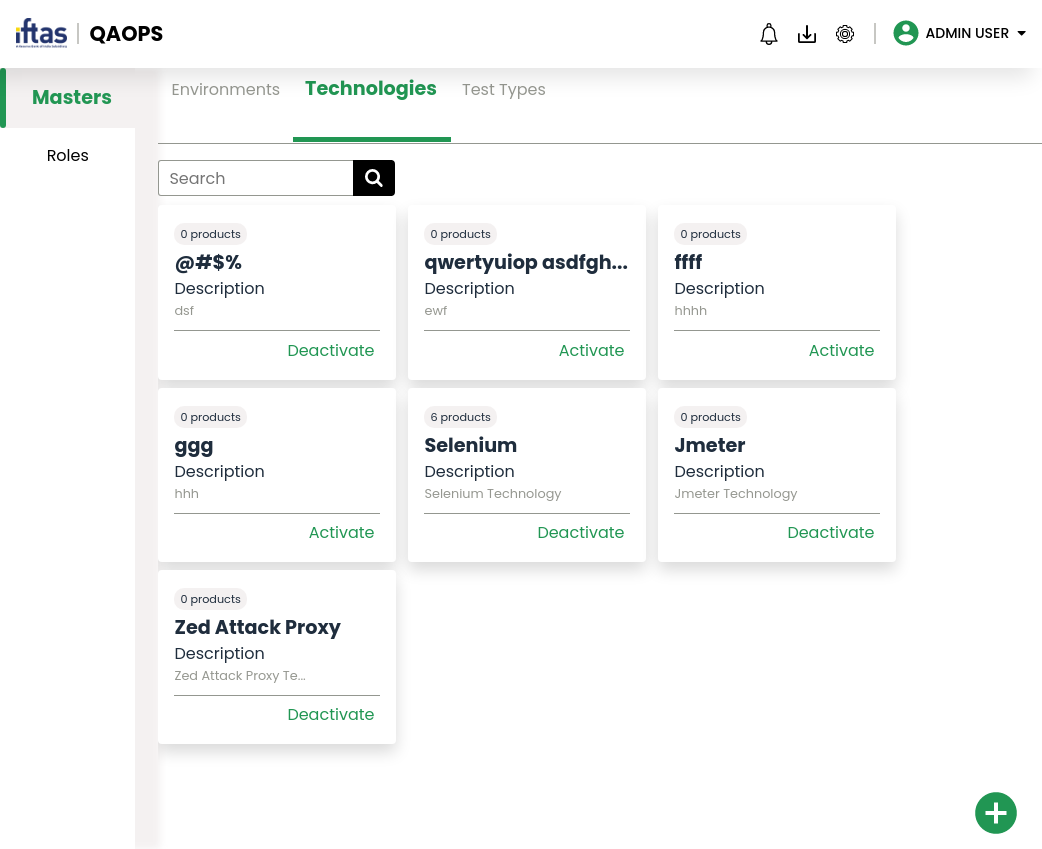 iftas
QAOPS
ADMIN USER
Masters
Roles
Environments
Technologies
Test Types
Search
0 products
@#$%
Description
dsf
Deactivate
0 products
qwertyuiop asdfgh...
Description
ewf
Activate
0 products
ffff
Description
hhhh
Activate
0 products
ggg
Description
hhh
Activate
6 products
Selenium
Description
Selenium Technology
Deactivate
0 products
Jmeter
Description
Jmeter Technology
Deactivate
0 products
Zed Attack Proxy
Description
Zed Attack Proxy Te...
Deactivate